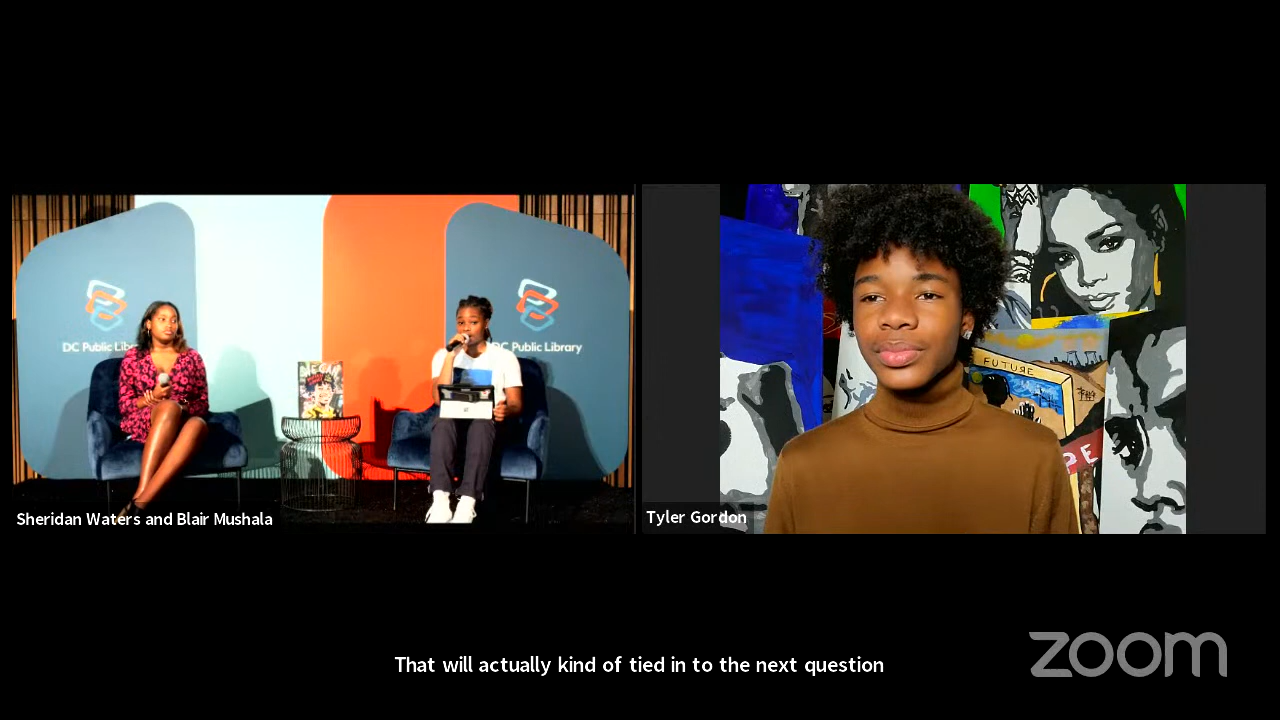 DC Public Lib
DC Public Library
Sheridan Waters and Blair Mushala
FUTURE
Tyler Gordon
That will actually kind of tied in to the next question
zoom